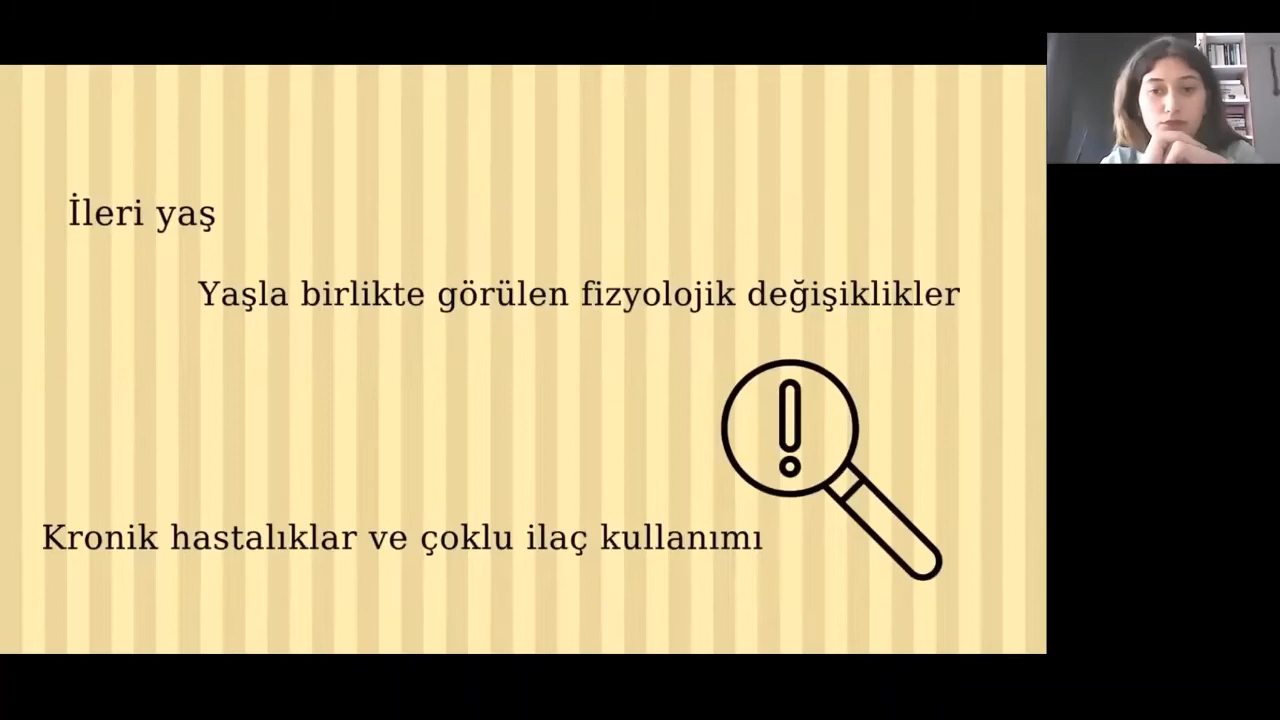 İleri yaş
Yaşla birlikte görülen fizyolojik değişiklikler
Kronik hastalıklar ve çoklu ilaç kullanımı